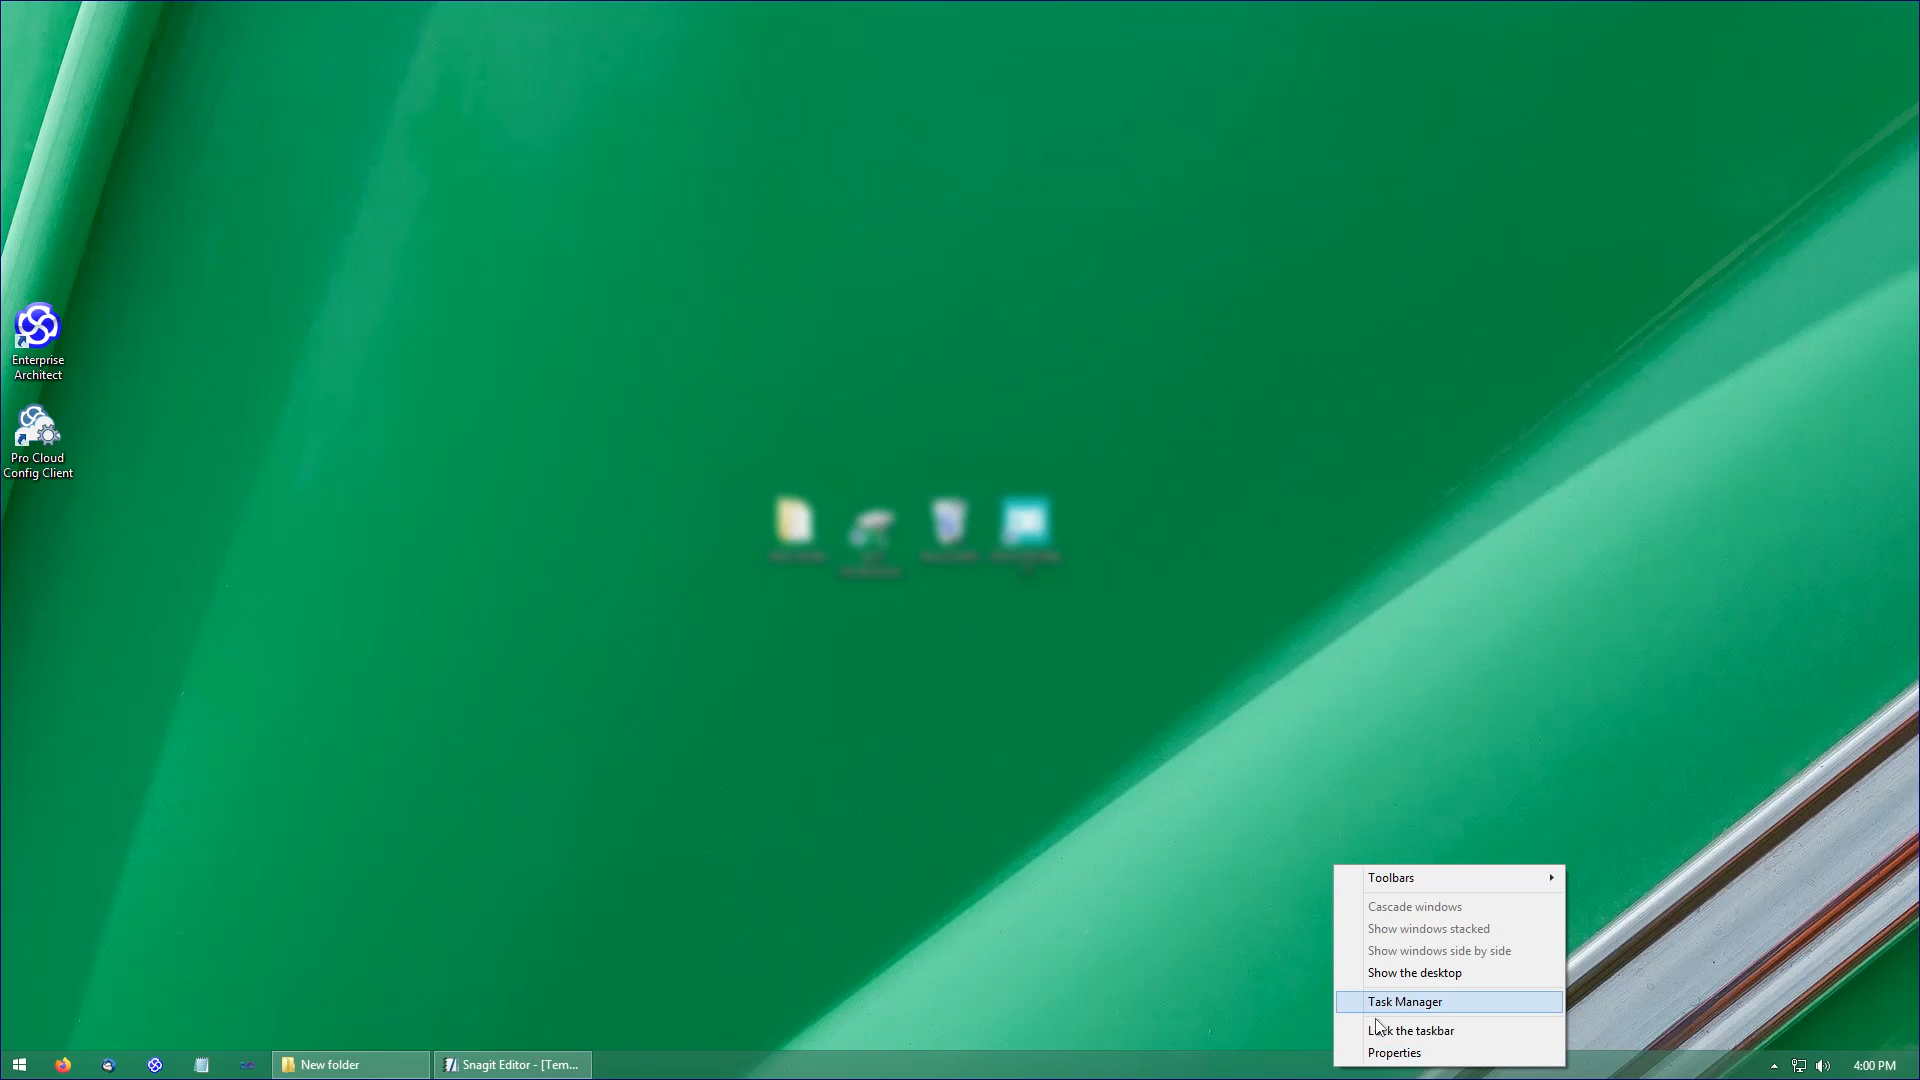 Enterprise
Architect
Pro Cloud
Config Client
Toolbars
Cascade windows
Show windows stacked
Show windows side by side
Show the desktop
Task Manager
Lock the taskbar
Properties
New folder
Snagit Editor - [Tem...
4:00 PM